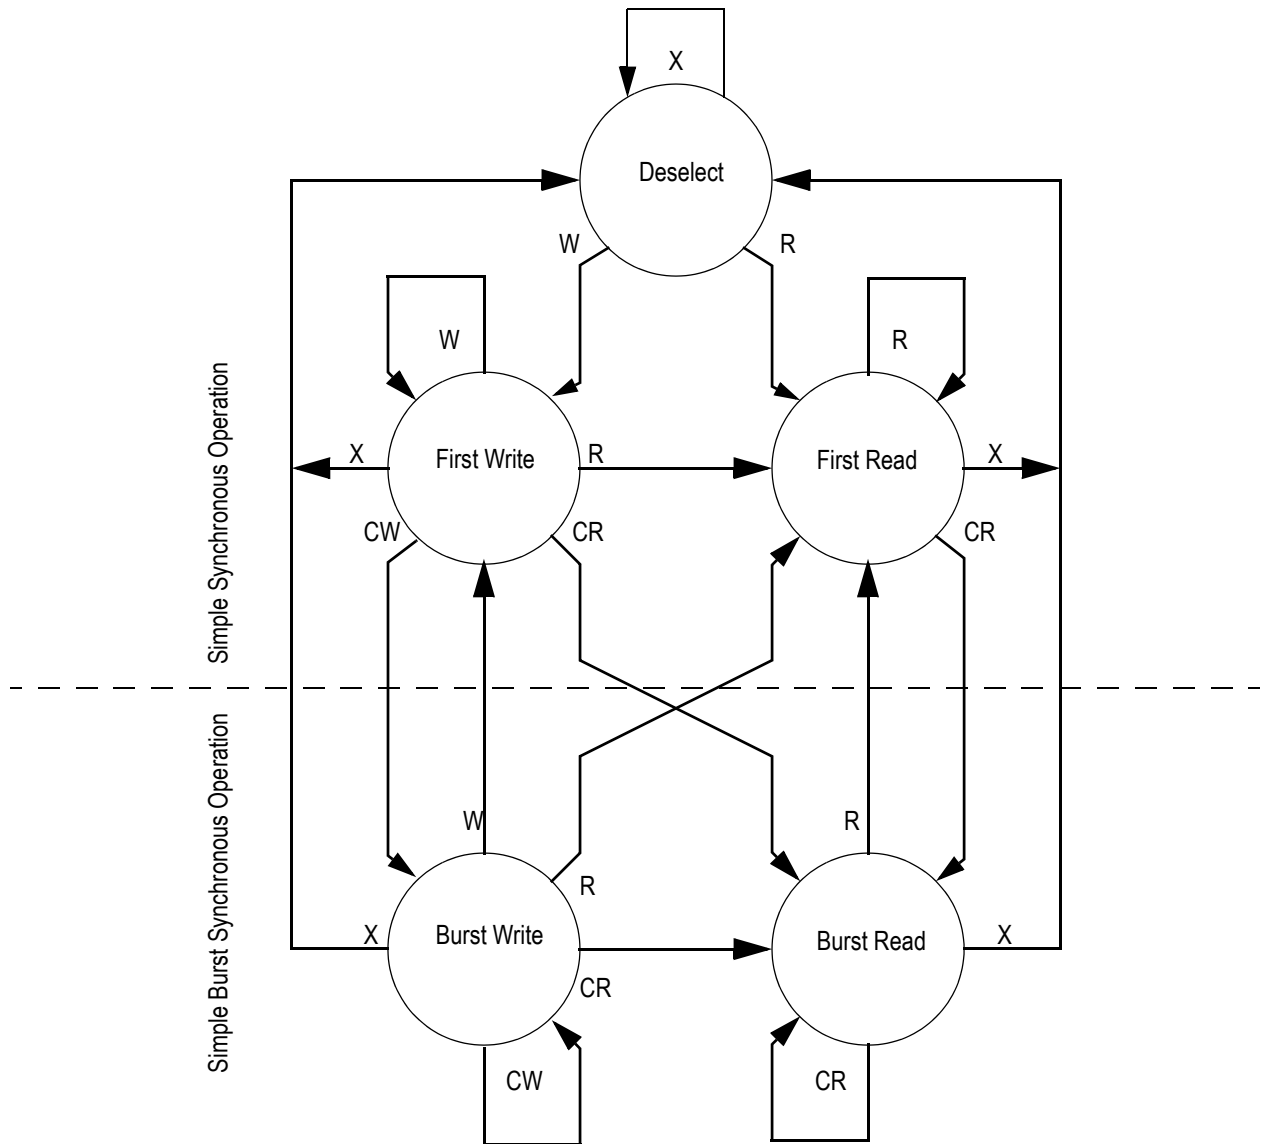 X
Deselect
W
R
W
R
Simple Synchronous Operation
X
First Write
R
First Read
X
CW
CR
CR
Simple Burst Synchronous Operation
W
R
R
X
Burst Write
Burst Read
X
CR
CW
CR